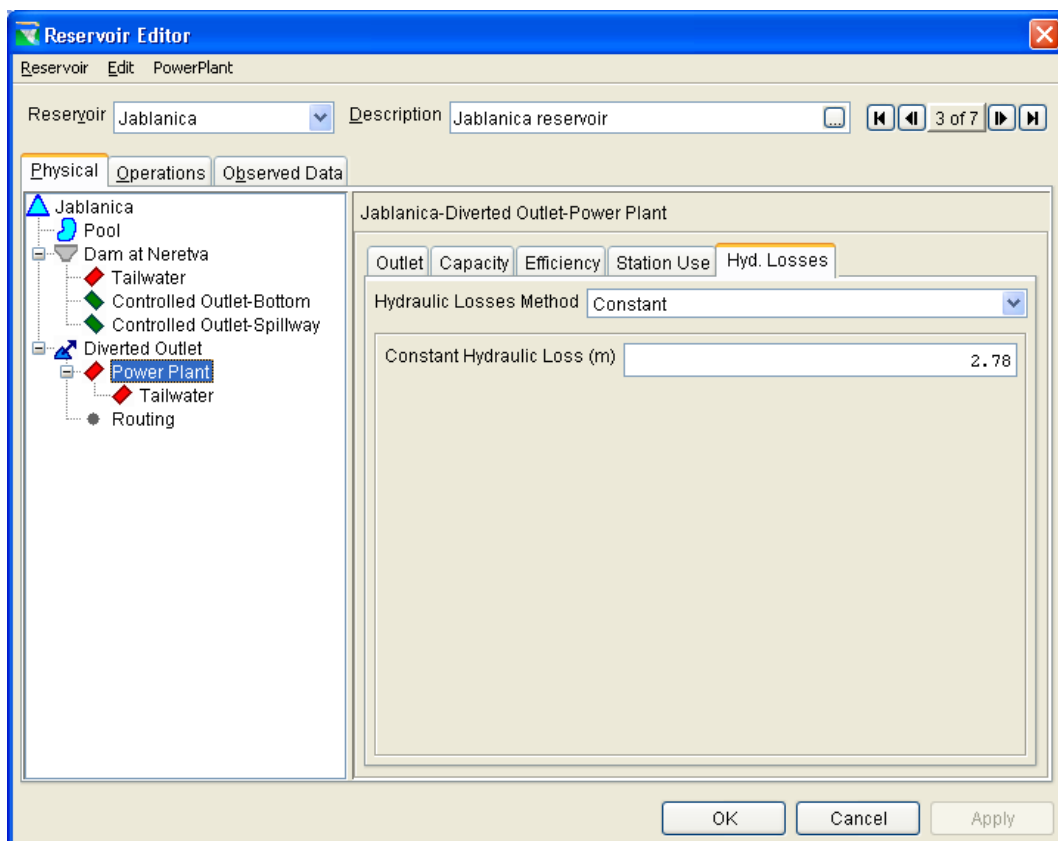 Reservoir Editor
Reservoir Edit PowerPlant
Reservoir Jablanica Description Jablanica reservoir ... 3 of 7
Physical Operations Observed Data
Jablanica
Pool
Dam at Neretva
Tailwater
Controlled Outlet-Bottom
Controlled Outlet-Spillway
Diverted Outlet
Power Plant
Tailwater
Routing
Jablanica-Diverted Outlet-Power Plant
Outlet Capacity Efficiency Station Use Hyd. Losses
Hydraulic Losses Method Constant
Constant Hydraulic Loss (m) 2.78
OK Cancel Apply